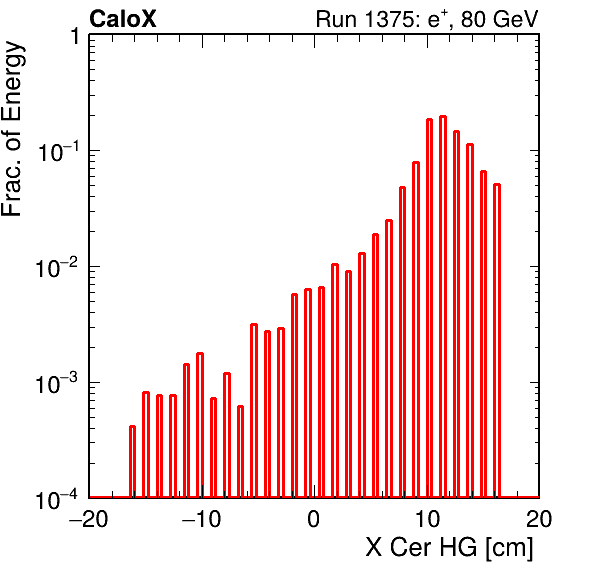 CaloX Run 1375: e⁺, 80 GeV
Frac. of Energy
1
10⁻¹
10⁻²
10⁻³
10⁻⁴
−20 −10 0 10 20
X Cer HG [cm]